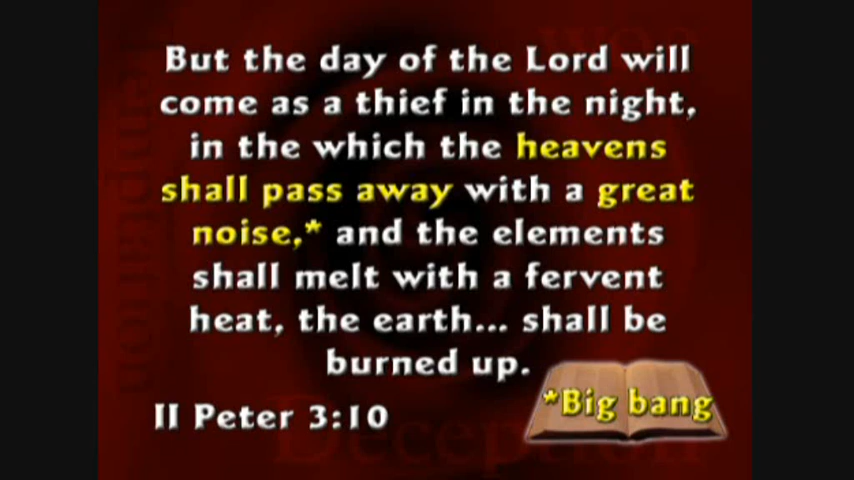 But the day of the Lord will
come as a thief in the night,
in the which the heavens
shall pass away with a great
noise,* and the elements
shall melt with a fervent
heat, the earth... shall be
burned up.
II Peter 3:10
*Big bang
Temptation
Deception